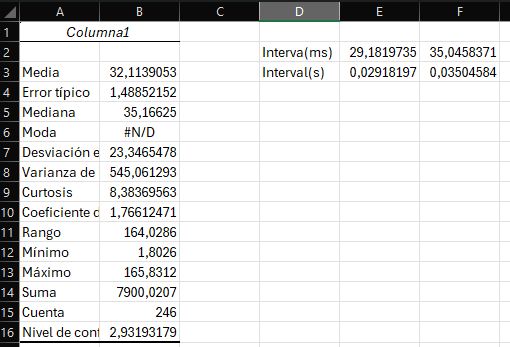 A B C D E F
1 Columna1
2 Interva(ms) 29,1819735 35,0458371
3 Media 32,1139053 Interval(s) 0,02918197 0,03504584
4 Error típico 1,48852152
5 Mediana 35,16625
6 Moda #N/D
7 Desviación e 23,3465478
8 Varianza de 545,061293
9 Curtosis 8,38369563
10 Coeficiente d 1,76612471
11 Rango 164,0286
12 Mínimo 1,8026
13 Máximo 165,8312
14 Suma 7900,0207
15 Cuenta 246
16 Nivel de conf 2,93193179